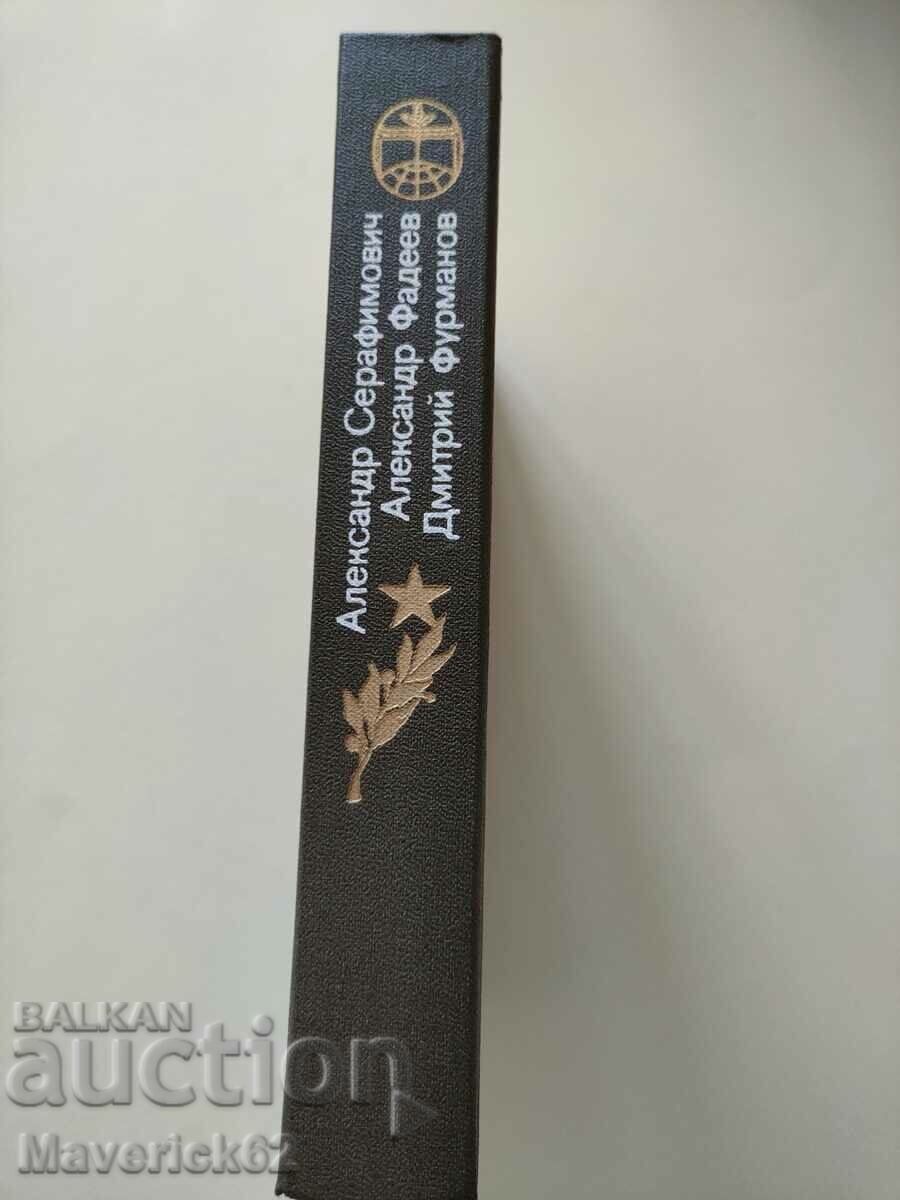 Александр Серафимович
Александр Фадеев
Дмитрий Фурманов
BALKAN
auction
Maverick62